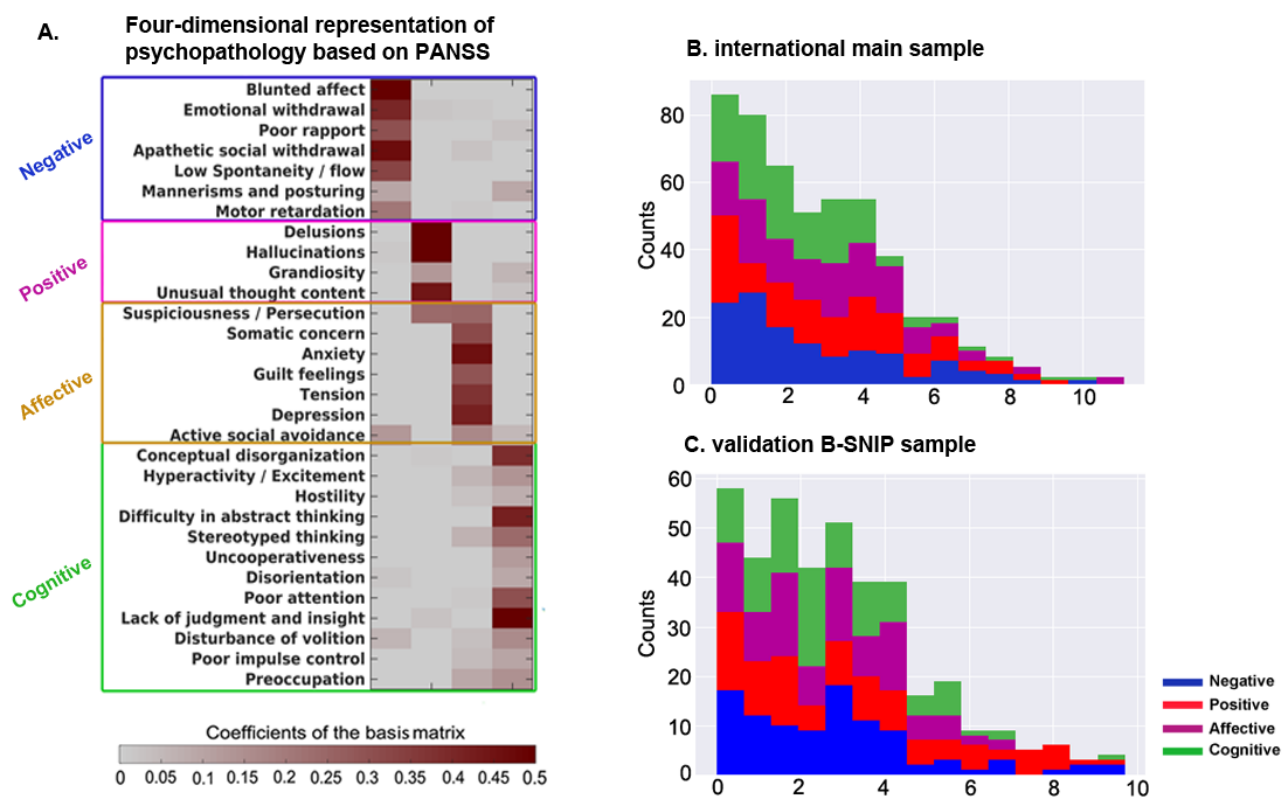 A.
Four-dimensional representation of
psychopathology based on PANSS
Negative
Blunted affect
Emotional withdrawal
Poor rapport
Apathetic social withdrawal
Low Spontaneity / flow
Mannerisms and posturing
Motor retardation
Positive
Delusions
Hallucinations
Grandiosity
Unusual thought content
Affective
Suspiciousness / Persecution
Somatic concern
Anxiety
Guilt feelings
Tension
Depression
Active social avoidance
Cognitive
Conceptual disorganization
Hyperactivity / Excitement
Hostility
Difficulty in abstract thinking
Stereotyped thinking
Uncooperativeness
Disorientation
Poor attention
Lack of judgment and insight
Disturbance of volition
Poor impulse control
Preoccupation
Coefficients of the basis matrix
0 0.05 0.1 0.15 0.2 0.25 0.3 0.35 0.4 0.45 0.5
B. international main sample
Counts
80
60
40
20
0
0 2 4 6 8 10
C. validation B-SNIP sample
Counts
60
50
40
30
20
10
0
0 2 4 6 8 10
Negative
Positive
Affective
Cognitive